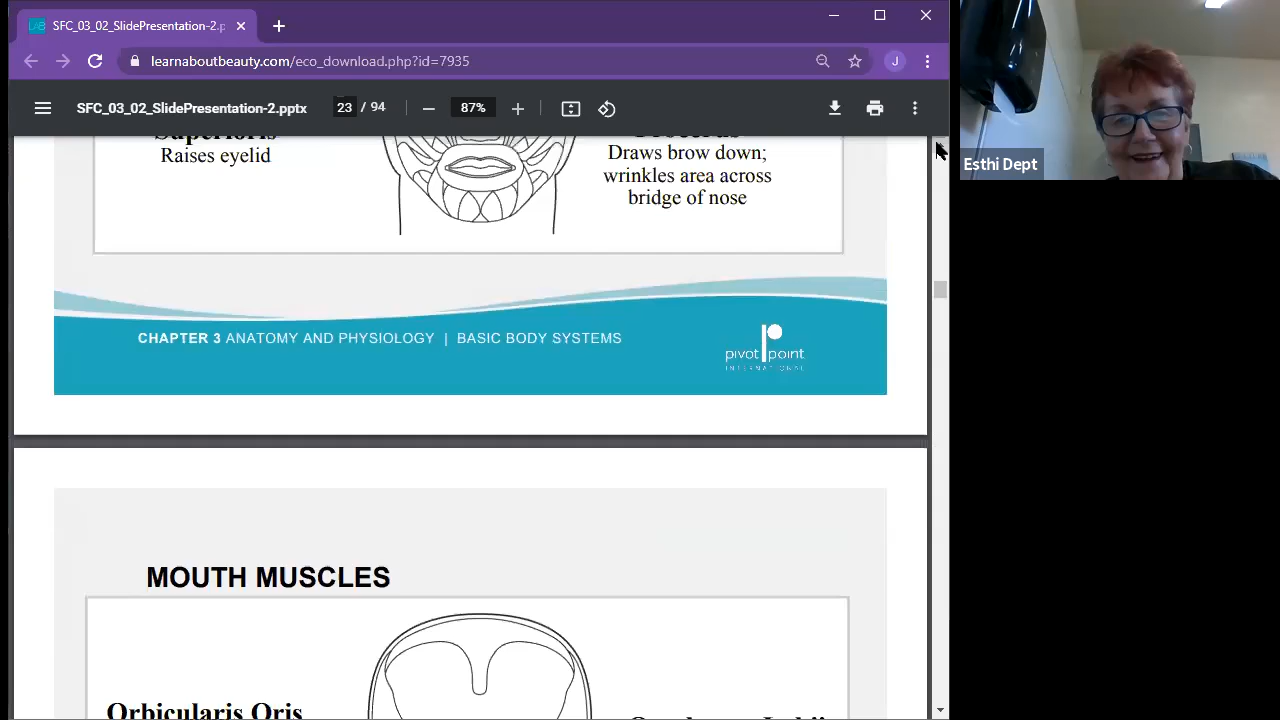 SFC_03_02_SlidePresentation-2.p
learnaboutbeauty.com/eco_download.php?id=7935
J
SFC_03_02_SlidePresentation-2.pptx
23 / 94
87%
Raises eyelid
Draws brow down;
wrinkles area across
bridge of nose
CHAPTER 3 ANATOMY AND PHYSIOLOGY | BASIC BODY SYSTEMS
pivot point
INTERNATIONAL
MOUTH MUSCLES
Orbicularis Oris
Esthi Dept